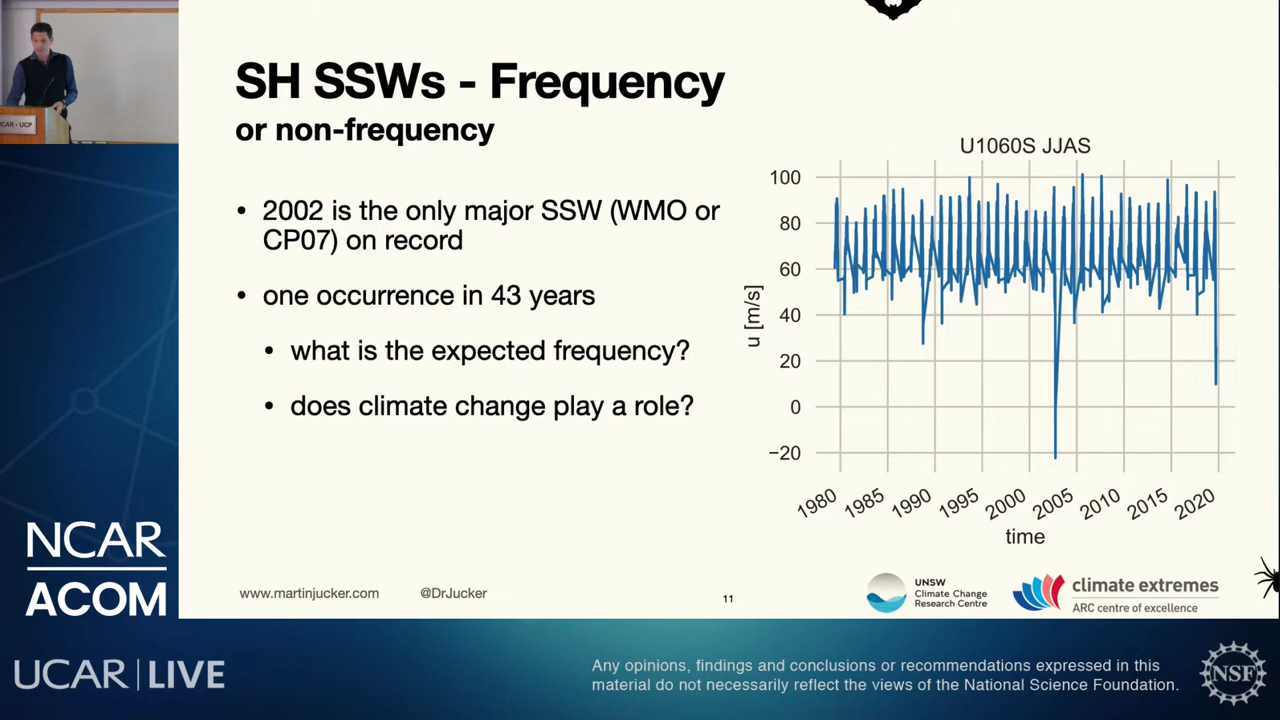 UCAR • UCP
SH SSWs - Frequency
or non-frequency
• 2002 is the only major SSW (WMO or
CP07) on record
• one occurrence in 43 years
• what is the expected frequency?
• does climate change play a role?
U1060S JJAS
100
80
60
40
20
0
−20
u [m/s]
1980
1985
1990
1995
2000
2005
2010
2015
2020
time
www.martinjucker.com
@DrJucker
11
UNSW
Climate Change
Research Centre
climate extremes
ARC centre of excellence
NCAR
ACOM
UCAR | LIVE
Any opinions, findings and conclusions or recommendations expressed in this
material do not necessarily reflect the views of the National Science Foundation.
NSF